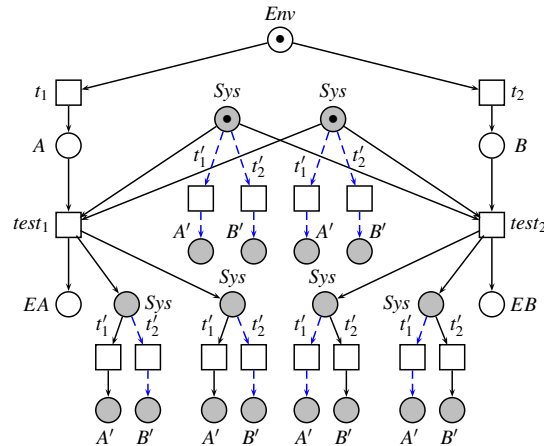 Env
t₁ Sys Sys t₂
A t′₁ t′₂ t′₁ t′₂ B
test₁ A′ B′ A′ B′ test₂
EA Sys Sys Sys Sys EB
t′₁ t′₂ t′₁ t′₂ t′₁ t′₂ t′₁ t′₂
A′ B′ A′ B′ A′ B′ A′ B′